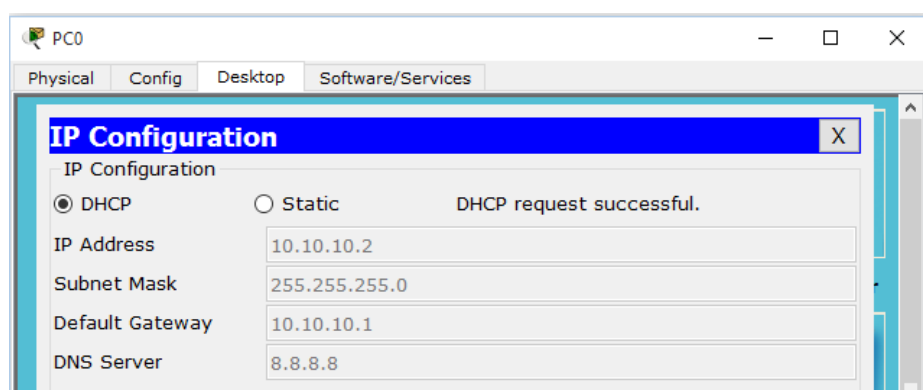 PC0
Physical Config Desktop Software/Services
IP Configuration X
IP Configuration
DHCP Static DHCP request successful.
IP Address 10.10.10.2
Subnet Mask 255.255.255.0
Default Gateway 10.10.10.1
DNS Server 8.8.8.8